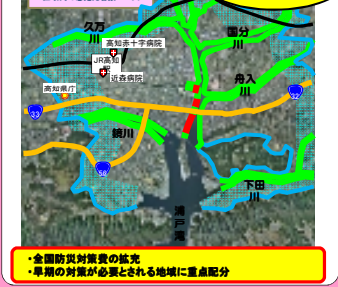 久万川
国分川
高知赤十字病院
JR高知駅
近森病院
舟入川
高知県庁
32
33
鏡川
56
下田川
浦戸湾
・全国防災対策費の拡充
・早期の対策が必要とされる地域に重点配分